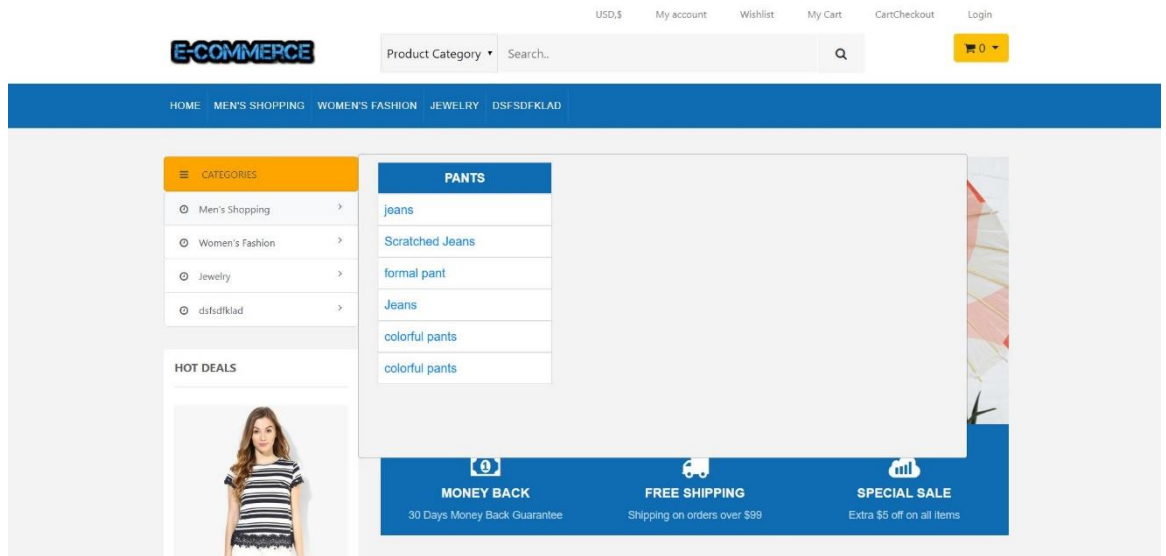 USD,$ My account Wishlist My Cart CartCheckout Login
E-COMMERCE Product Category Search.. 0
HOME MEN'S SHOPPING WOMEN'S FASHION JEWELRY DSFSDFKLAD
CATEGORIES
Men's Shopping
Women's Fashion
Jewelry
dsfsdfklad
PANTS
jeans
Scratched Jeans
formal pant
Jeans
colorful pants
colorful pants
HOT DEALS
MONEY BACK FREE SHIPPING SPECIAL SALE
30 Days Money Back Guarantee Shipping on orders over $99 Extra $5 off on all items